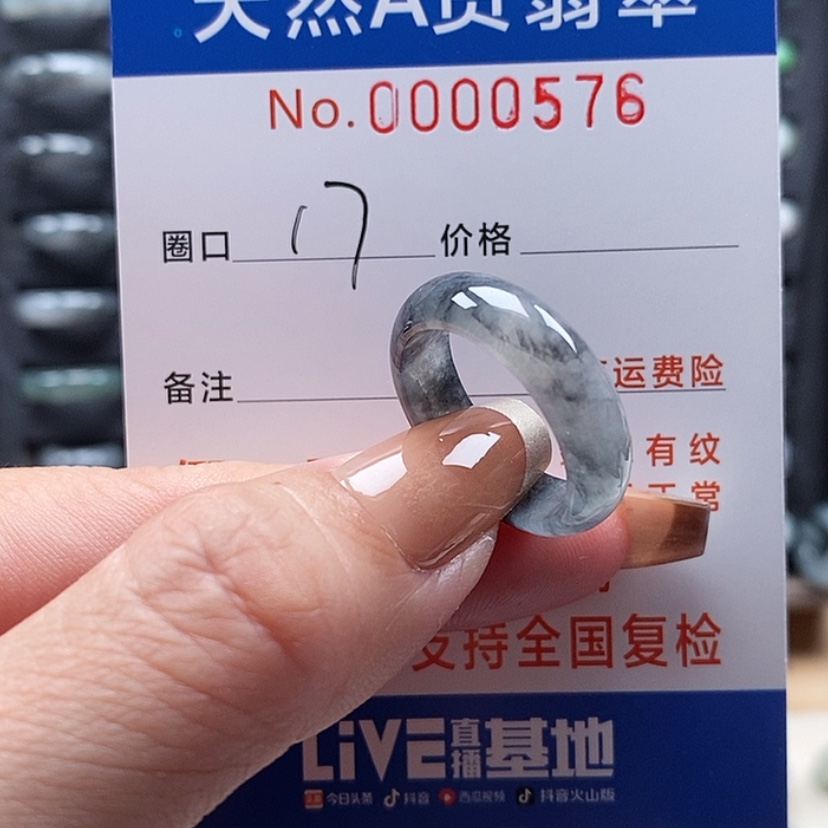 天然A货翡翠
No.0000576
圈口 17 价格
备注
运费险
有纹
正常
支持全国复检
LiVE直播基地
今日头条 抖音 西瓜视频 抖音火山版